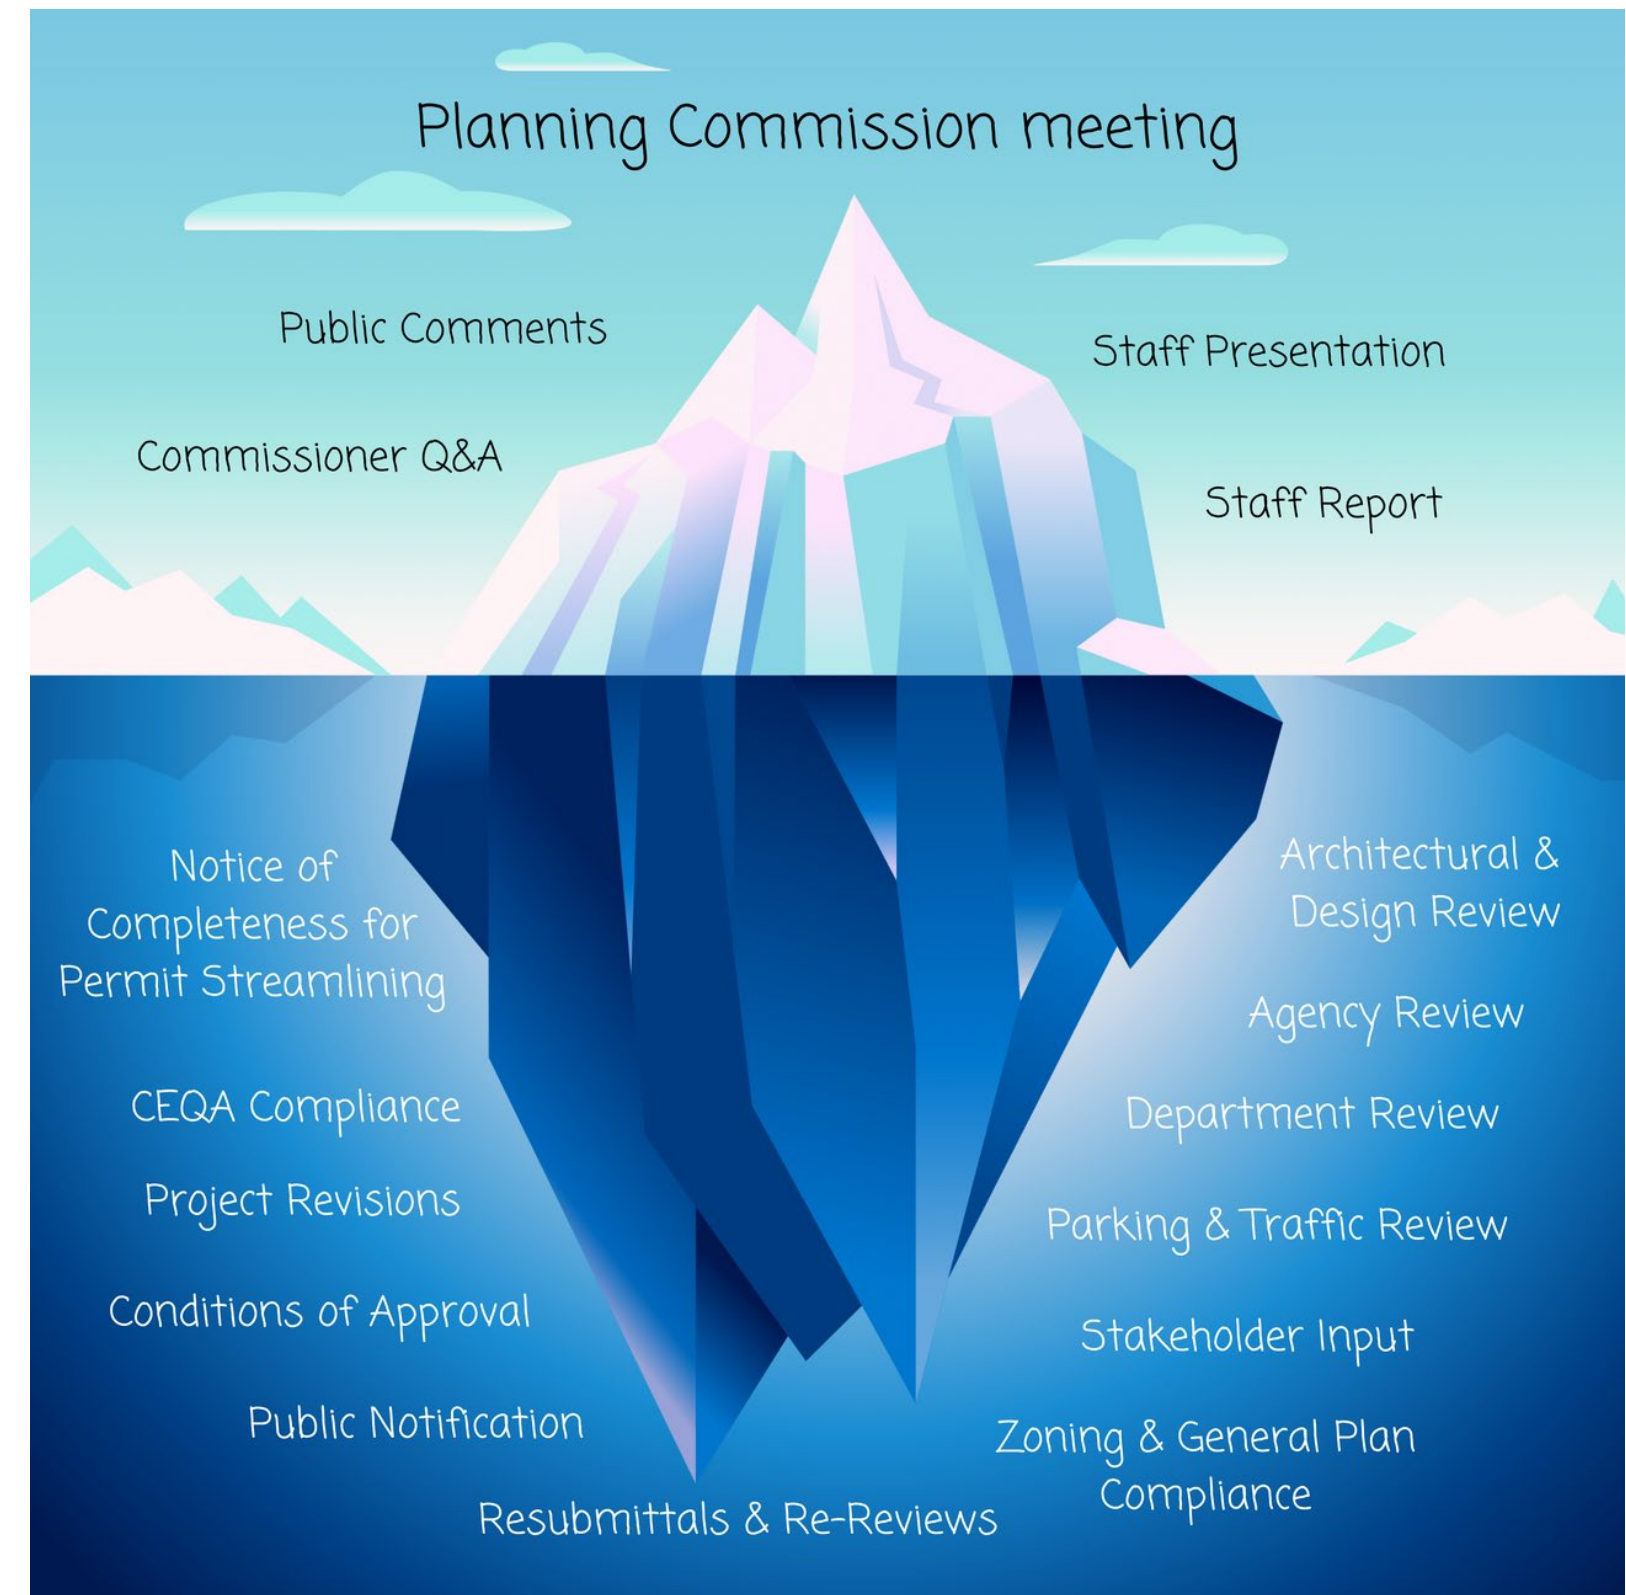 Planning Commission meeting
Public Comments
Staff Presentation
Commissioner Q&A
Staff Report
Notice of
Completeness for
Permit Streamlining
CEQA Compliance
Project Revisions
Conditions of Approval
Public Notification
Resubmittals & Re-Reviews
Architectural &
Design Review
Agency Review
Department Review
Parking & Traffic Review
Stakeholder Input
Zoning & General Plan
Compliance